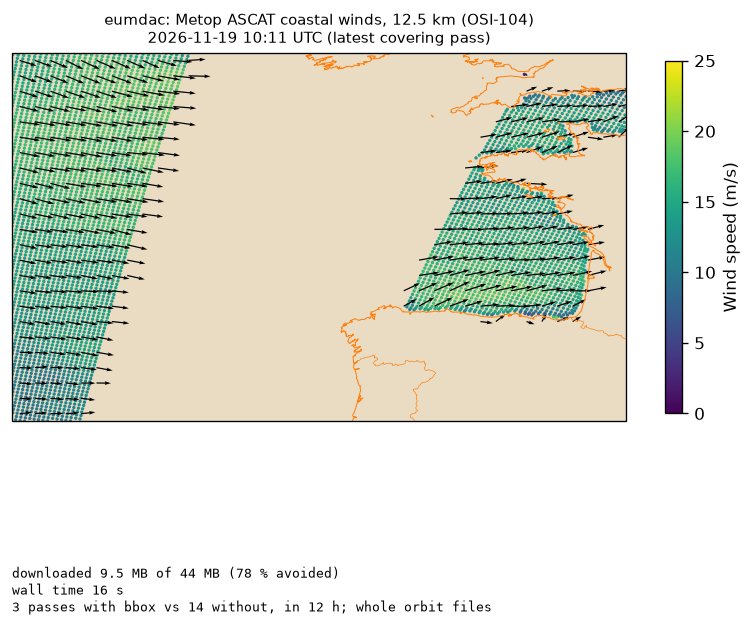 eumdac: Metop ASCAT coastal winds, 12.5 km (OSI-104)
2026-11-19 10:11 UTC (latest covering pass)
25
20
15
10
5
0
Wind speed (m/s)
downloaded 9.5 MB of 44 MB (78 % avoided)
wall time 16 s
3 passes with bbox vs 14 without, in 12 h; whole orbit files